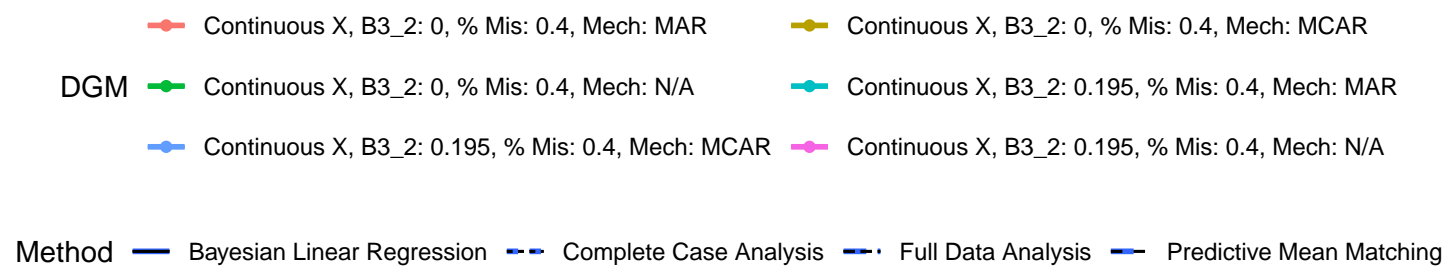 Continuous X, B3_2: 0, % Mis: 0.4, Mech: MAR Continuous X, B3_2: 0, % Mis: 0.4, Mech: MCAR
DGM Continuous X, B3_2: 0, % Mis: 0.4, Mech: N/A Continuous X, B3_2: 0.195, % Mis: 0.4, Mech: MAR
Continuous X, B3_2: 0.195, % Mis: 0.4, Mech: MCAR Continuous X, B3_2: 0.195, % Mis: 0.4, Mech: N/A
Method Bayesian Linear Regression Complete Case Analysis Full Data Analysis Predictive Mean Matching